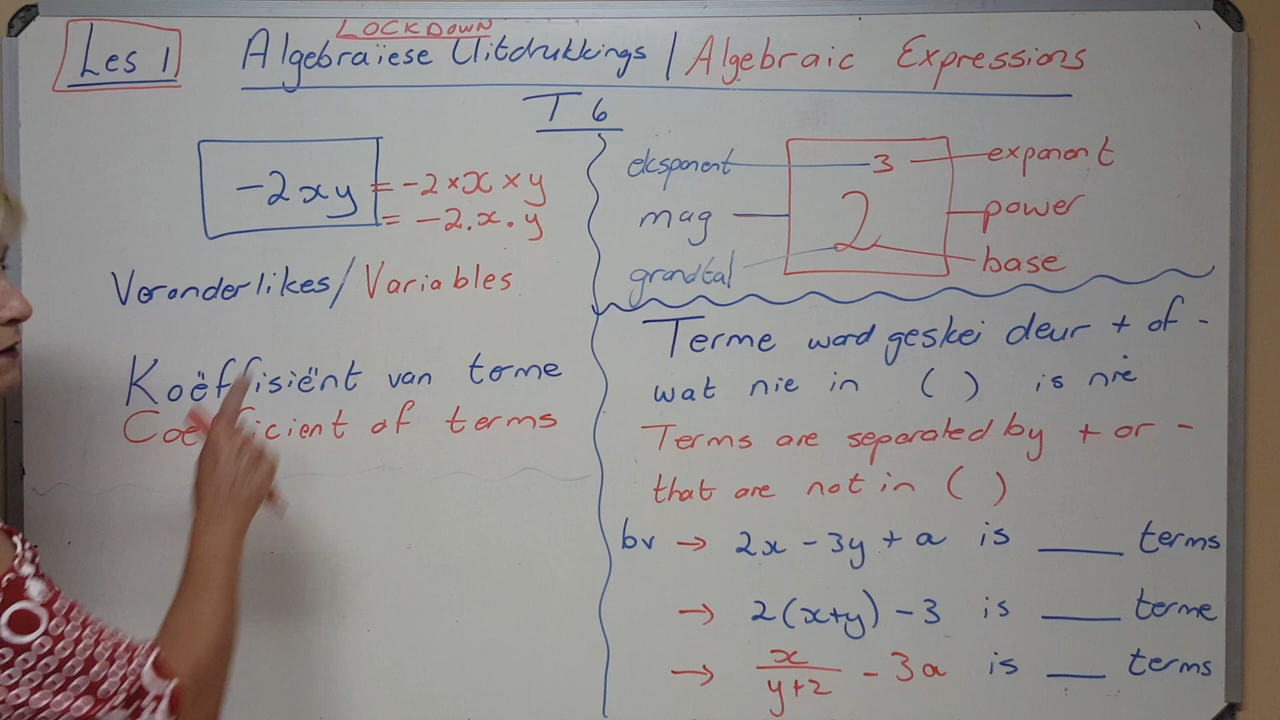 Les 1
LOCKDOWN
Algebraïese Uitdrukkings / Algebraic Expressions
T 6
-2xy = -2 × x × y
= -2.x.y
Veranderlikes/Variables
Koëffisiënt van terme
Coefficient of terms
eksponent 3 exponent
mag 2 power
grondtal base
Terme word geskei deur + of -
wat nie in ( ) is nie
Terms are separated by + or -
that are not in ( )
bv → 2x - 3y + a is ____ terms
→ 2(x+y) - 3 is ____ terme
→ x/(y+2) - 3a is ___ terms